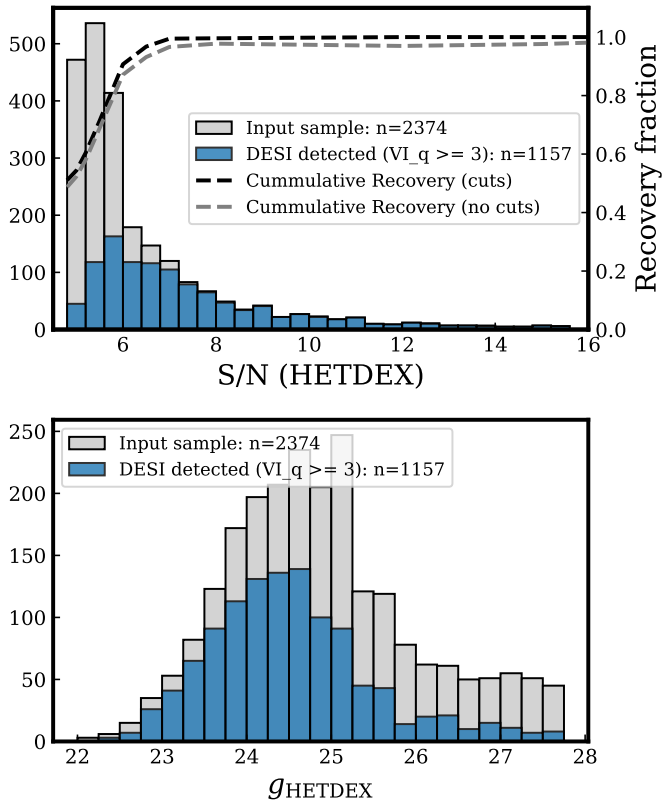 500
400
300
200
100
0
1.0
0.8
0.6
0.4
0.2
0.0
Recovery fraction
Input sample: n=2374
DESI detected (VI_q >= 3): n=1157
Cummulative Recovery (cuts)
Cummulative Recovery (no cuts)
6 8 10 12 14 16
S/N (HETDEX)
250
200
150
100
50
0
Input sample: n=2374
DESI detected (VI_q >= 3): n=1157
22 23 24 25 26 27 28
g_HETDEX